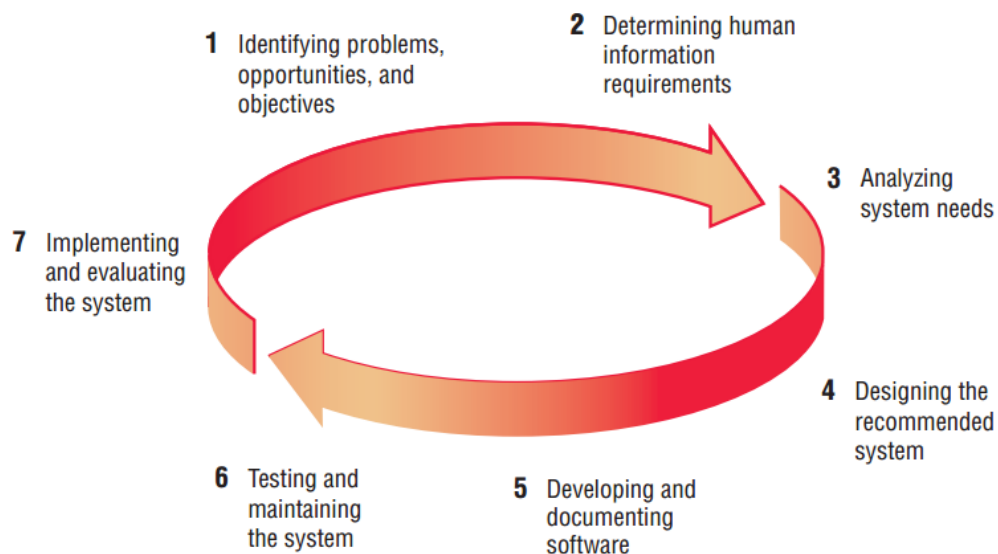 1 Identifying problems,
opportunities, and
objectives
2 Determining human
information
requirements
3 Analyzing
system needs
4 Designing the
recommended
system
5 Developing and
documenting
software
6 Testing and
maintaining
the system
7 Implementing
and evaluating
the system